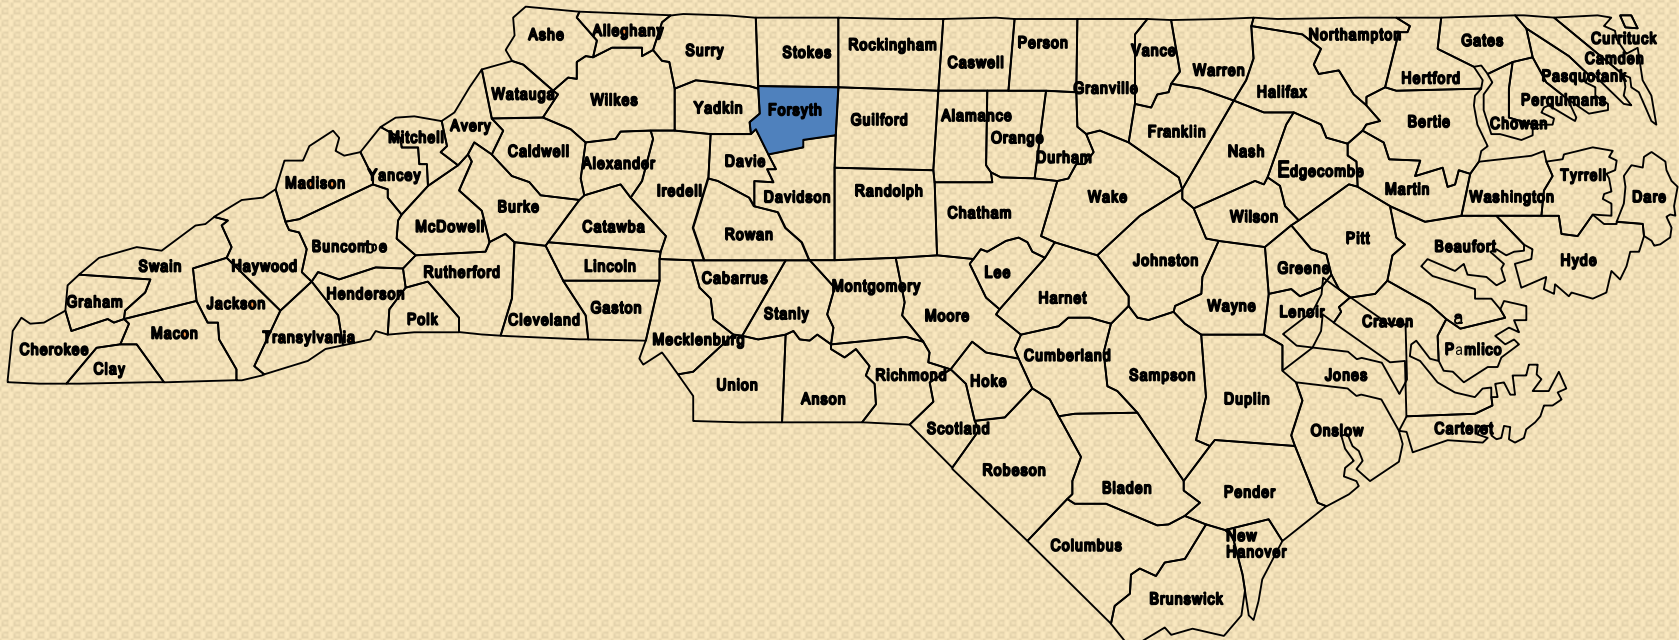 Ashe
Alleghany
Surry
Stokes
Rockingham
Caswell
Person
Vance
Granville
Warren
Northampton
Gates
Currituck
Camden
Pasquotank
Perquimans
Chowan
Hertford
Halifax
Bertie
Watauga
Wilkes
Yadkin
Forsyth
Guilford
Alamance
Orange
Durham
Franklin
Nash
Edgecombe
Martin
Washington
Tyrrell
Dare
Mitchell
Avery
Caldwell
Alexander
Davie
Iredell
Davidson
Randolph
Chatham
Wake
Wilson
Pitt
Beaufort
Hyde
Madison
Yancey
McDowell
Burke
Catawba
Rowan
Buncombe
Swain
Haywood
Rutherford
Lincoln
Cabarrus
Lee
Johnston
Greene
Graham
Jackson
Henderson
Polk
Cleveland
Gaston
Stanly
Montgomery
Moore
Harnet
Wayne
Lenoir
Craven
a
Pamlico
Cherokee
Macon
Clay
Transylvania
Mecklenburg
Union
Anson
Richmond
Hoke
Cumberland
Sampson
Duplin
Jones
Onslow
Carteret
Scotland
Robeson
Bladen
Pender
Columbus
New
Hanover
Brunswick